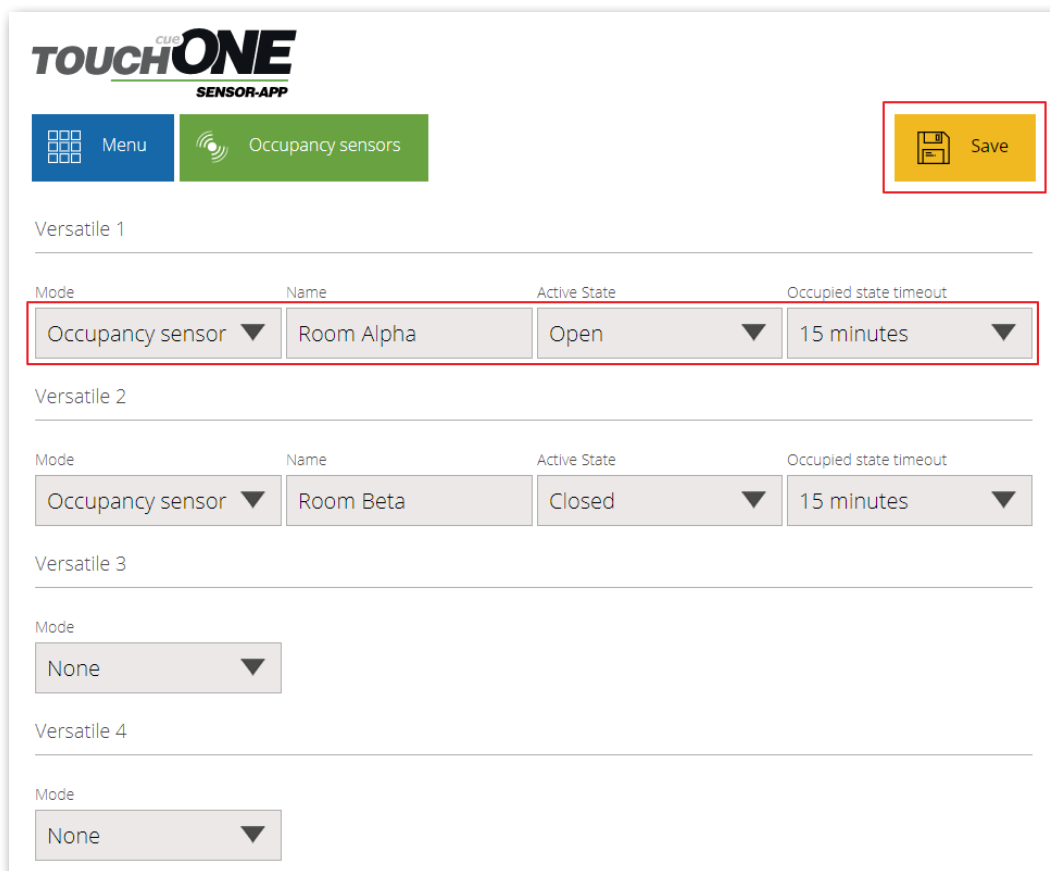 cue
TOUCHONE
SENSOR-APP
Menu
Occupancy sensors
Save
Versatile 1
Mode Name Active State Occupied state timeout
Occupancy sensor Room Alpha Open 15 minutes
Versatile 2
Mode Name Active State Occupied state timeout
Occupancy sensor Room Beta Closed 15 minutes
Versatile 3
Mode
None
Versatile 4
Mode
None